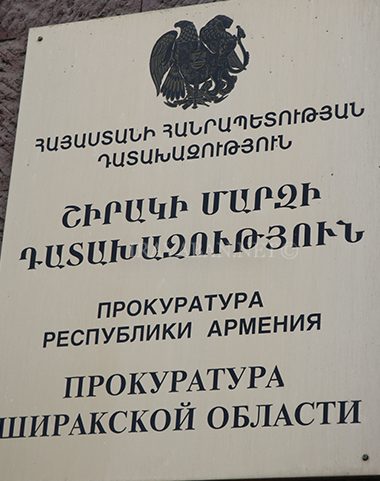 ՀԱՅԱՍՏԱՆԻ ՀԱՆՐԱՊԵՏՈՒԹՅԱՆ
ԴԱՏԱԽԱԶՈՒԹՅՈՒՆ
ՇԻՐԱԿԻ ՄԱՐԶԻ
ԴԱՏԱԽԱԶՈՒԹՅՈՒՆ
ПРОКУРАТУРА
РЕСПУБЛИКИ АРМЕНИЯ
ПРОКУРАТУРА
ШИРАКСКОЙ ОБЛАСТИ